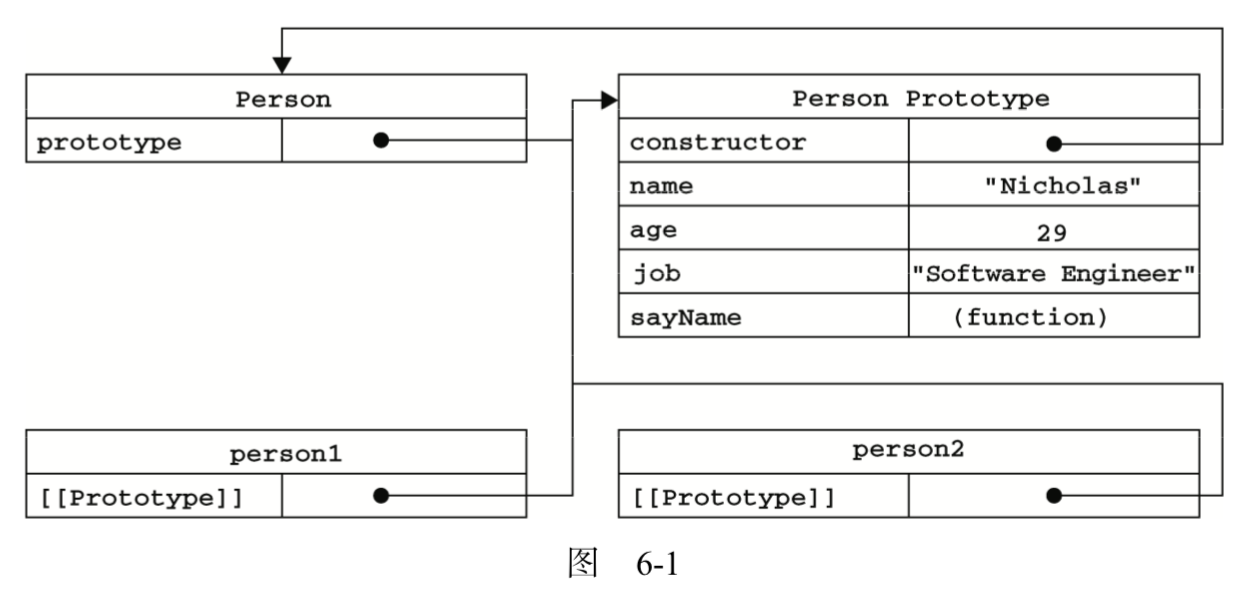 Person
prototype
Person Prototype
constructor
name "Nicholas"
age 29
job "Software Engineer"
sayName (function)
person1
[[Prototype]]
person2
[[Prototype]]
图 6-1